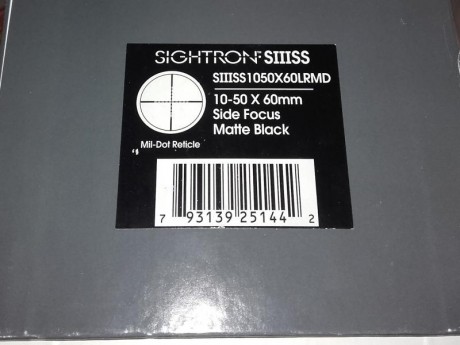 SIGHTRON SIIISS
SIIISS1050X60LRMD
10-50 X 60mm
Side Focus
Matte Black
Mil-Dot Reticle
7 93139 25144 2